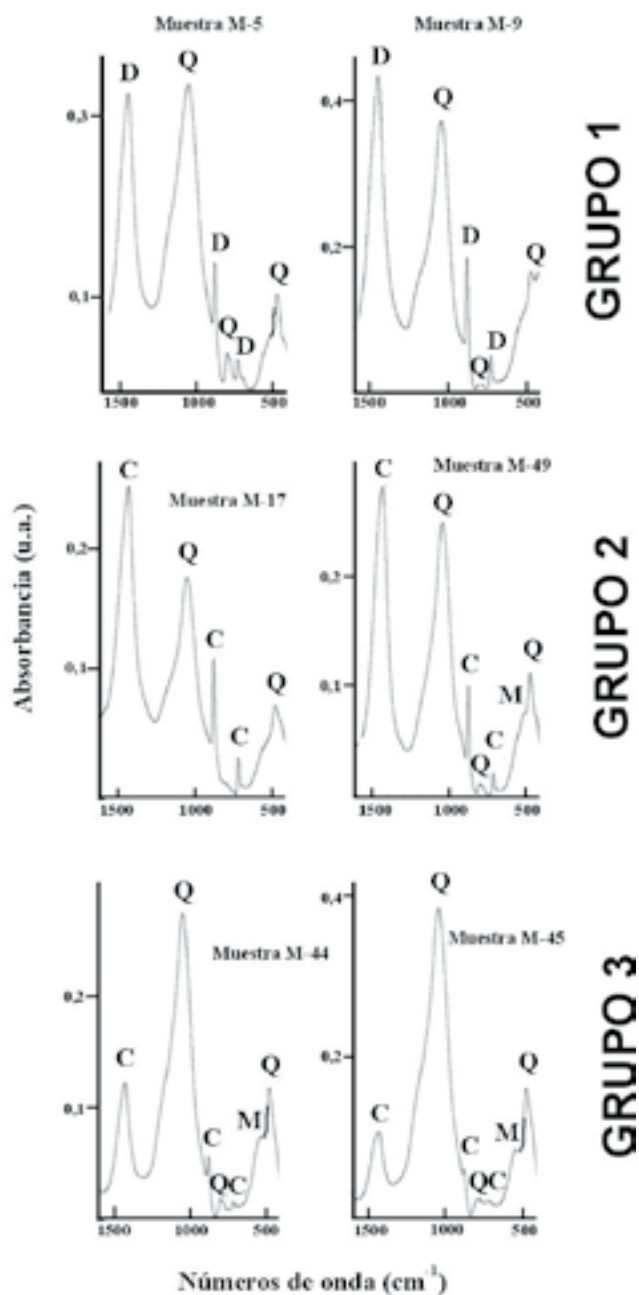 Muestra M-5
Muestra M-9
D
Q
D
Q
D
Q
0,3
0,1
1500
1000
500
D
Q
D
Q
D
Q
0,4
0,2
1500
1000
500
GRUPO 1
Muestra M-17
C
Q
C
C
Q
0,2
0,1
1500
1000
500
Muestra M-49
C
Q
C
Q
C
M
Q
0,2
0,1
1500
1000
500
GRUPO 2
Absorbancia (u.a.)
Muestra M-44
C
Q
C
Q
C
M
Q
0,2
0,1
1500
1000
500
Muestra M-45
C
Q
C
Q
C
M
Q
0,4
0,2
1500
1000
500
GRUPO 3
Números de onda (cm⁻¹)